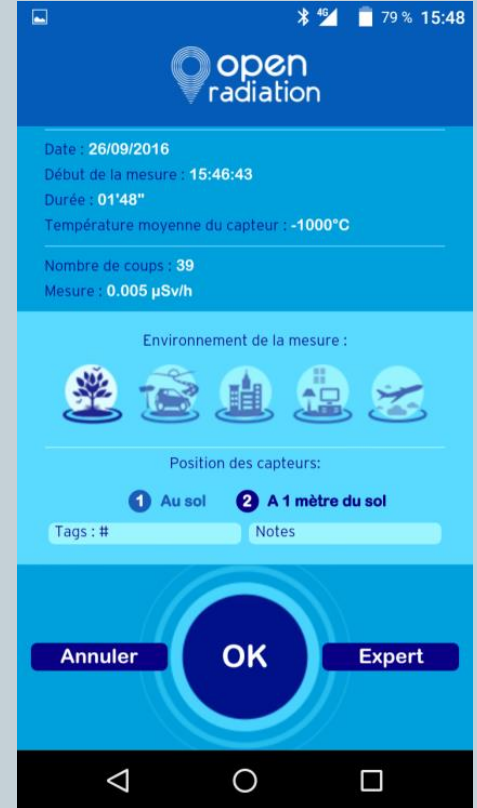 4G 79 % 15:48
open
radiation
Date : 26/09/2016
Début de la mesure : 15:46:43
Durée : 01'48"
Température moyenne du capteur : -1000°C
Nombre de coups : 39
Mesure : 0.005 µSv/h
Environnement de la mesure :
Position des capteurs:
1 Au sol 2 A 1 mètre du sol
Tags : # Notes
Annuler OK Expert